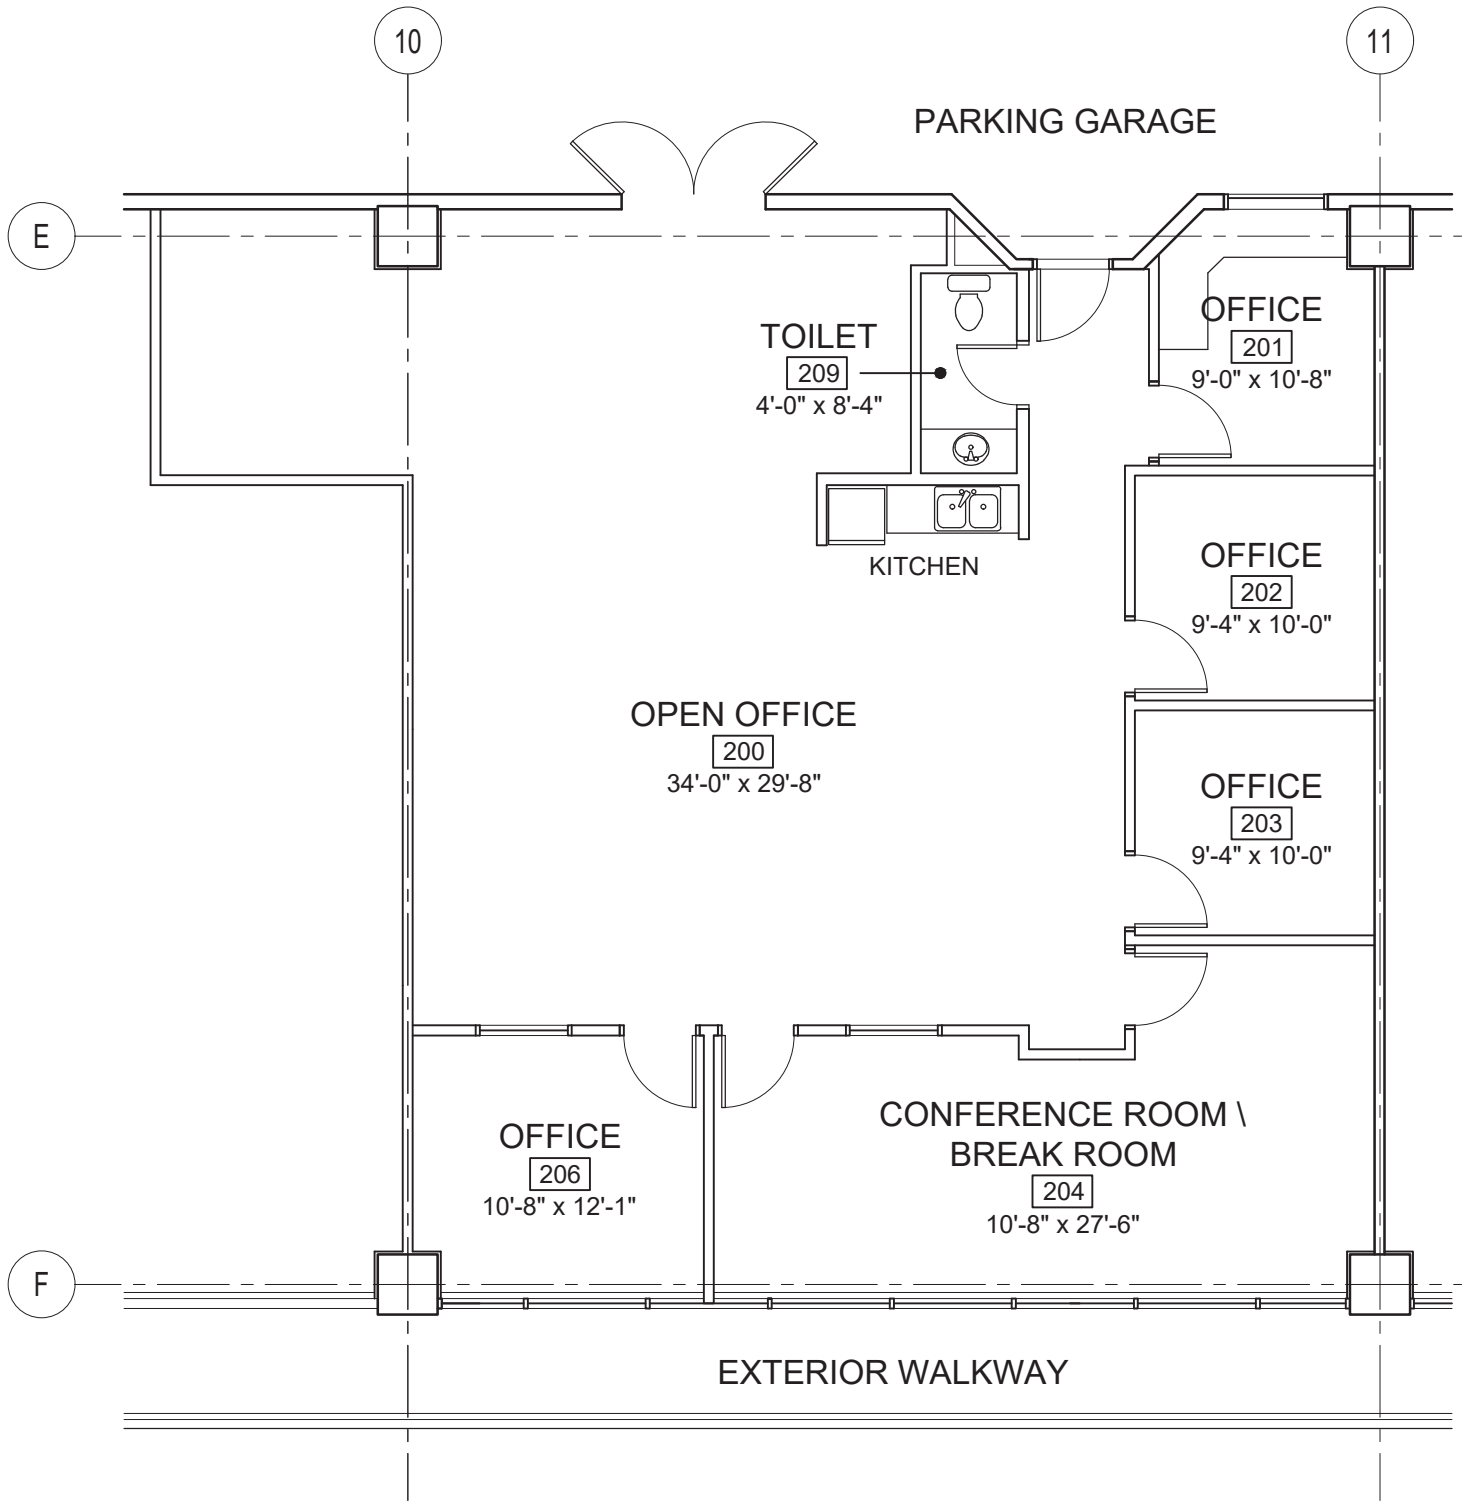 10
11
PARKING GARAGE
E
OFFICE
201
9'-0" x 10'-8"
TOILET
209
4'-0" x 8'-4"
KITCHEN
OFFICE
202
9'-4" x 10'-0"
OPEN OFFICE
200
34'-0" x 29'-8"
OFFICE
203
9'-4" x 10'-0"
CONFERENCE ROOM \
BREAK ROOM
204
10'-8" x 27'-6"
OFFICE
206
10'-8" x 12'-1"
F
EXTERIOR WALKWAY